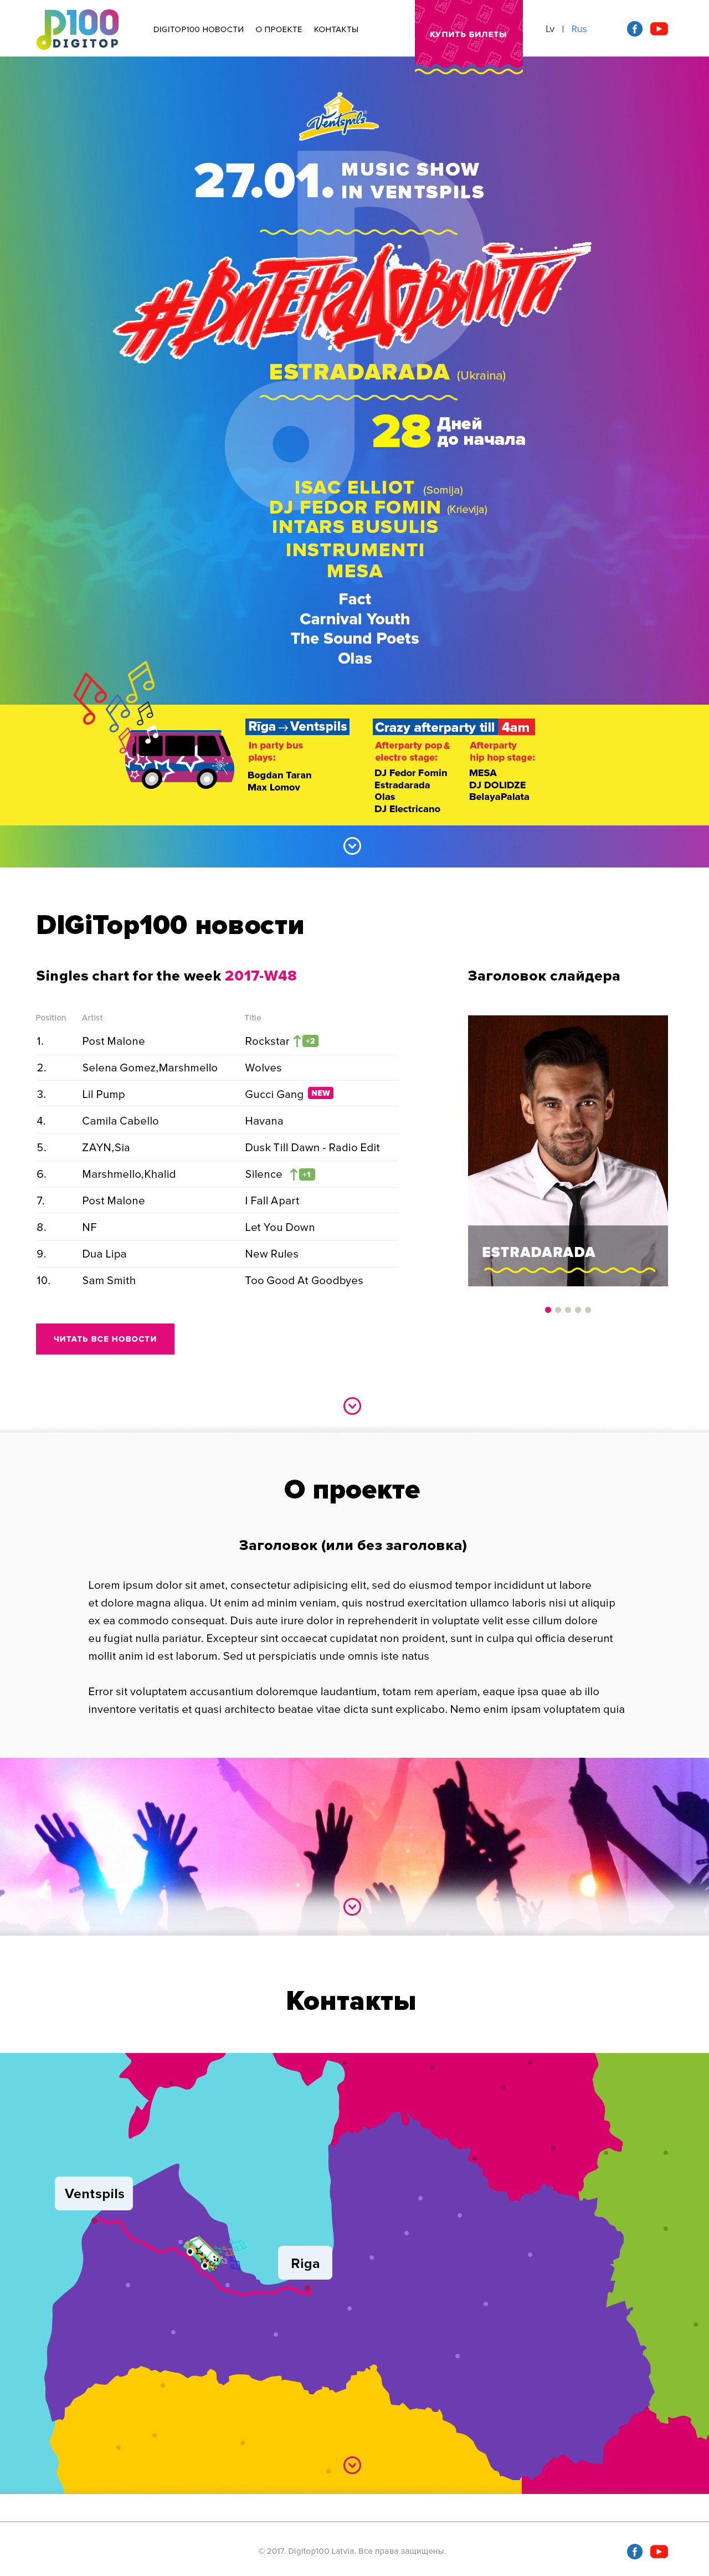 D100
DIGITOP
DIGITOP100 НОВОСТИ О ПРОЕКТЕ КОНТАКТЫ
КУПИТЬ БИЛЕТЫ
Lv | Rus
Ventspils
27.01. MUSIC SHOW
IN VENTSPILS
#ВИТЕНАДОВЫЙТИ
ESTRADARADA (Ukraina)
28 Дней
до начала
ISAC ELLIOT (Somija)
DJ FEDOR FOMIN (Krievija)
INTARS BUSULIS
INSTRUMENTI
MESA
Fact
Carnival Youth
The Sound Poets
Olas
Rīga → Ventspils
In party bus
plays:
Bogdan Taran
Max Lomov
Crazy afterparty till 4am
Afterparty pop &
electro stage:
DJ Fedor Fomin
Estradarada
Olas
DJ Electricano
Afterparty
hip hop stage:
MESA
DJ DOLIDZE
BelayaPalata
DIGiTop100 новости
Singles chart for the week 2017-W48
Position Artist Title
1. Post Malone Rockstar ↑ +2
2. Selena Gomez,Marshmello Wolves
3. Lil Pump Gucci Gang NEW
4. Camila Cabello Havana
5. ZAYN,Sia Dusk Till Dawn - Radio Edit
6. Marshmello,Khalid Silence ↑ +1
7. Post Malone I Fall Apart
8. NF Let You Down
9. Dua Lipa New Rules
10. Sam Smith Too Good At Goodbyes
ЧИТАТЬ ВСЕ НОВОСТИ
Заголовок слайдера
ESTRADARADA
О проекте
Заголовок (или без заголовка)
Lorem ipsum dolor sit amet, consectetur adipisicing elit, sed do eiusmod tempor incididunt ut labore
et dolore magna aliqua. Ut enim ad minim veniam, quis nostrud exercitation ullamco laboris nisi ut aliquip
ex ea commodo consequat. Duis aute irure dolor in reprehenderit in voluptate velit esse cillum dolore
eu fugiat nulla pariatur. Excepteur sint occaecat cupidatat non proident, sunt in culpa qui officia deserunt
mollit anim id est laborum. Sed ut perspiciatis unde omnis iste natus
Error sit voluptatem accusantium doloremque laudantium, totam rem aperiam, eaque ipsa quae ab illo
inventore veritatis et quasi architecto beatae vitae dicta sunt explicabo. Nemo enim ipsam voluptatem quia
Контакты
Ventspils
Riga
© 2017. Digitop100 Latvia. Все права защищены.